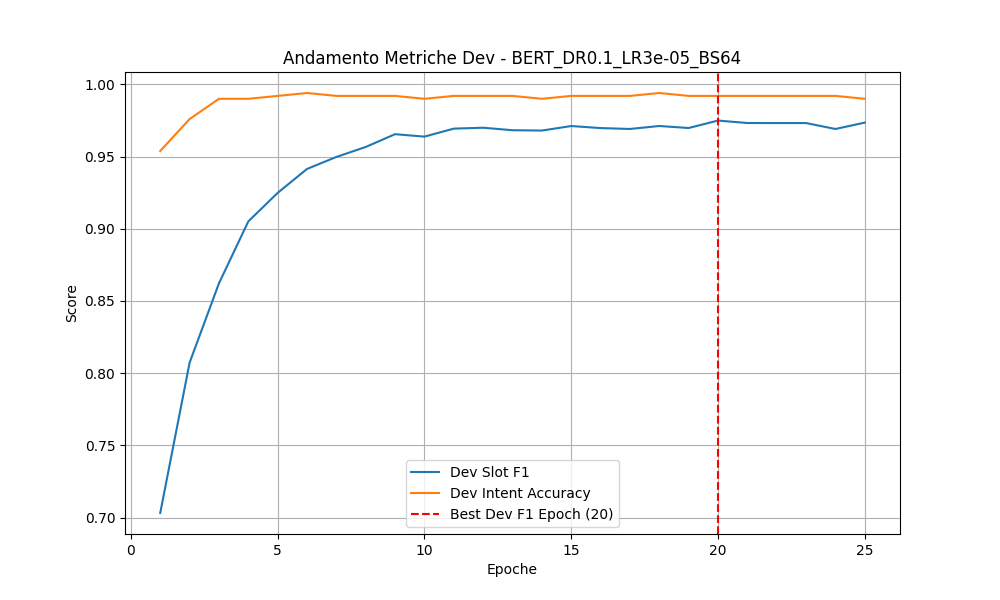 Andamento Metriche Dev - BERT_DR0.1_LR3e-05_BS64
1.00
0.95
0.90
0.85
0.80
0.75
0.70
Score
Dev Slot F1
Dev Intent Accuracy
Best Dev F1 Epoch (20)
0 5 10 15 20 25
Epoche